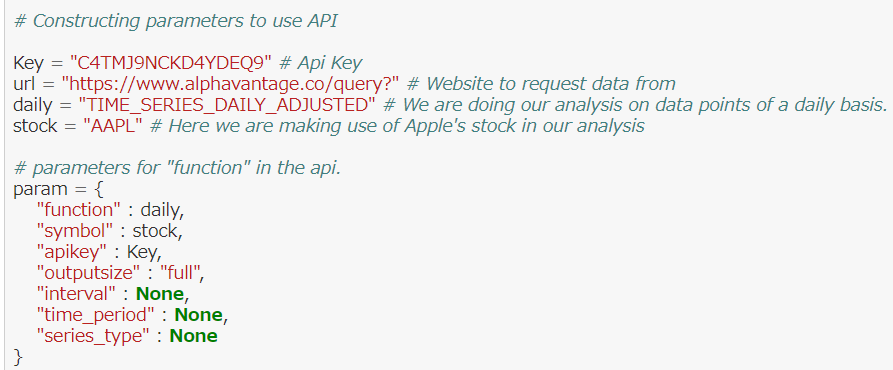 # Constructing parameters to use API
Key = "C4TMJ9NCKD4YDEQ9" # Api Key
url = "https://www.alphavantage.co/query?" # Website to request data from
daily = "TIME_SERIES_DAILY_ADJUSTED" # We are doing our analysis on data points of a daily basis.
stock = "AAPL" # Here we are making use of Apple's stock in our analysis
# parameters for "function" in the api.
param = {
"function" : daily,
"symbol" : stock,
"apikey" : Key,
"outputsize" : "full",
"interval" : None,
"time_period" : None,
"series_type" : None
}